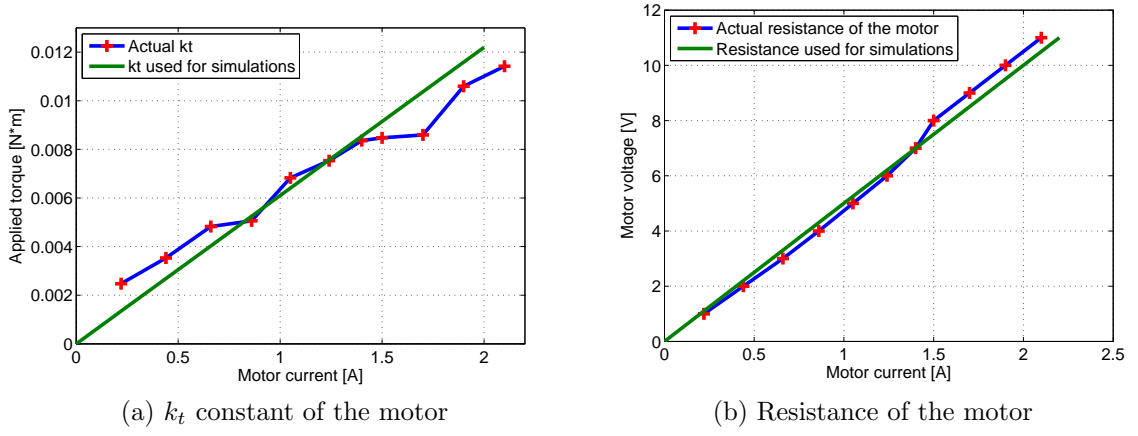 Actual kt
kt used for simulations
0.012
0.01
0.008
0.006
0.004
0.002
0
Applied torque [N*m]
0 0.5 1 1.5 2
Motor current [A]
(a) kt constant of the motor
Actual resistance of the motor
Resistance used for simulations
12
10
8
6
4
2
0
Motor voltage [V]
0 0.5 1 1.5 2 2.5
Motor current [A]
(b) Resistance of the motor